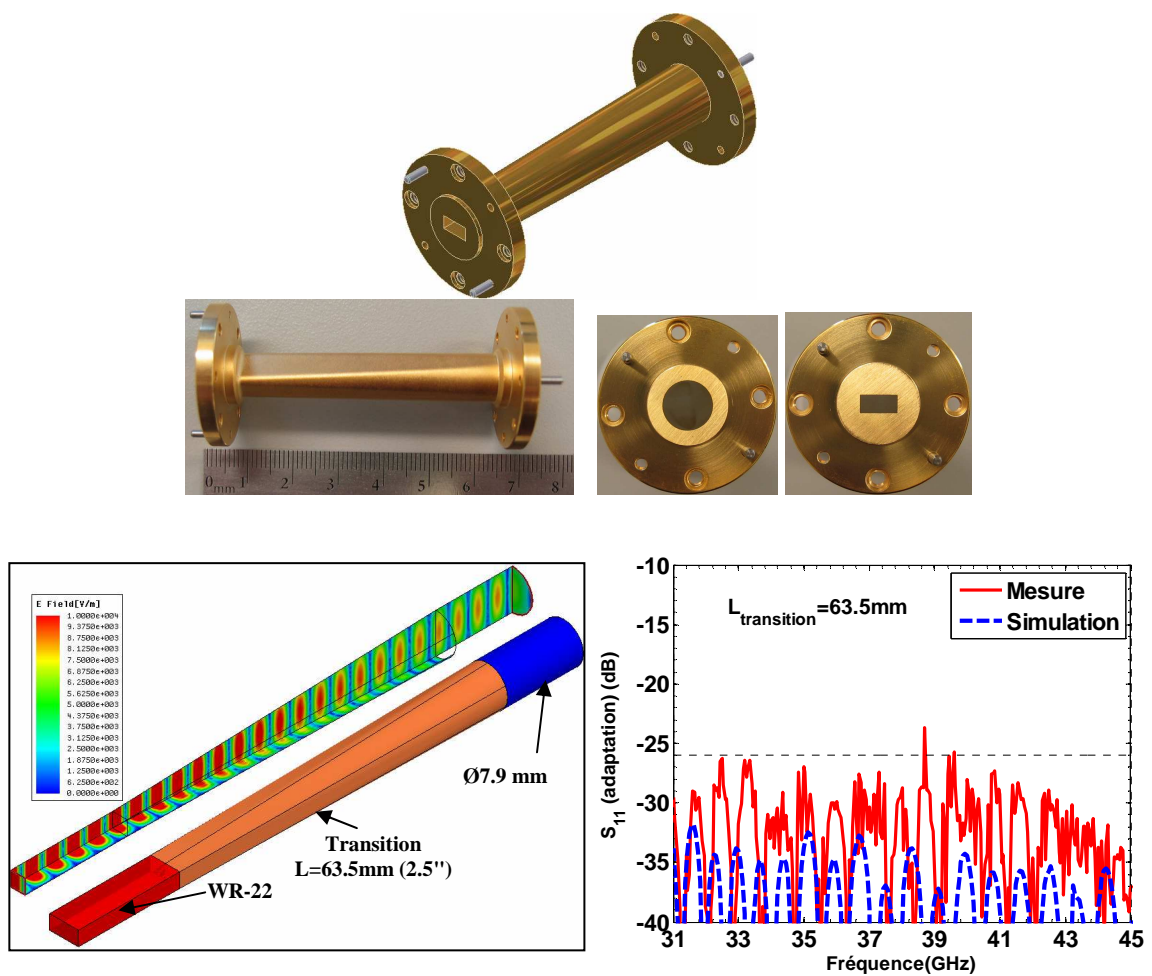 0mm 1 2 3 4 5 6 7 8
E Field[V/m]
1.0000e+004
9.3750e+003
8.7500e+003
8.1250e+003
7.5000e+003
6.8750e+003
6.2500e+003
5.6250e+003
5.0000e+003
4.3750e+003
3.7500e+003
3.1250e+003
2.5000e+003
1.8750e+003
1.2500e+003
6.2500e+002
0.0000e+000
Ø7.9 mm
Transition
L=63.5mm (2.5'')
WR-22
-10
-15
-20
-25
-30
-35
-40
S11 (adaptation) (dB)
Ltransition=63.5mm
Mesure
Simulation
31 33 35 37 39 41 43 45
Fréquence(GHz)